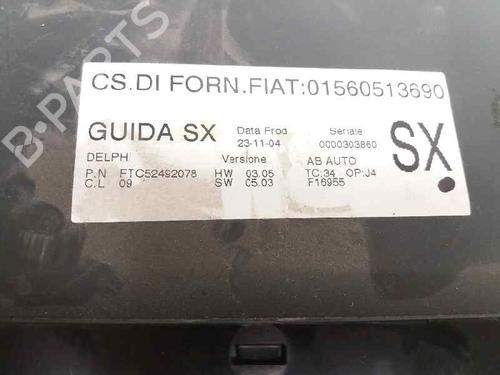 CS.DI FORN.FIAT:01560513690
GUIDA SX Data Prod Seriale SX
23-11-04 0000303860
DELPHI Versione AB AUTO
P.N FTC52492078 HW 03.05 TC:34 OP:J4
C.L 09 SW 05.03 F16955
B-PARTS